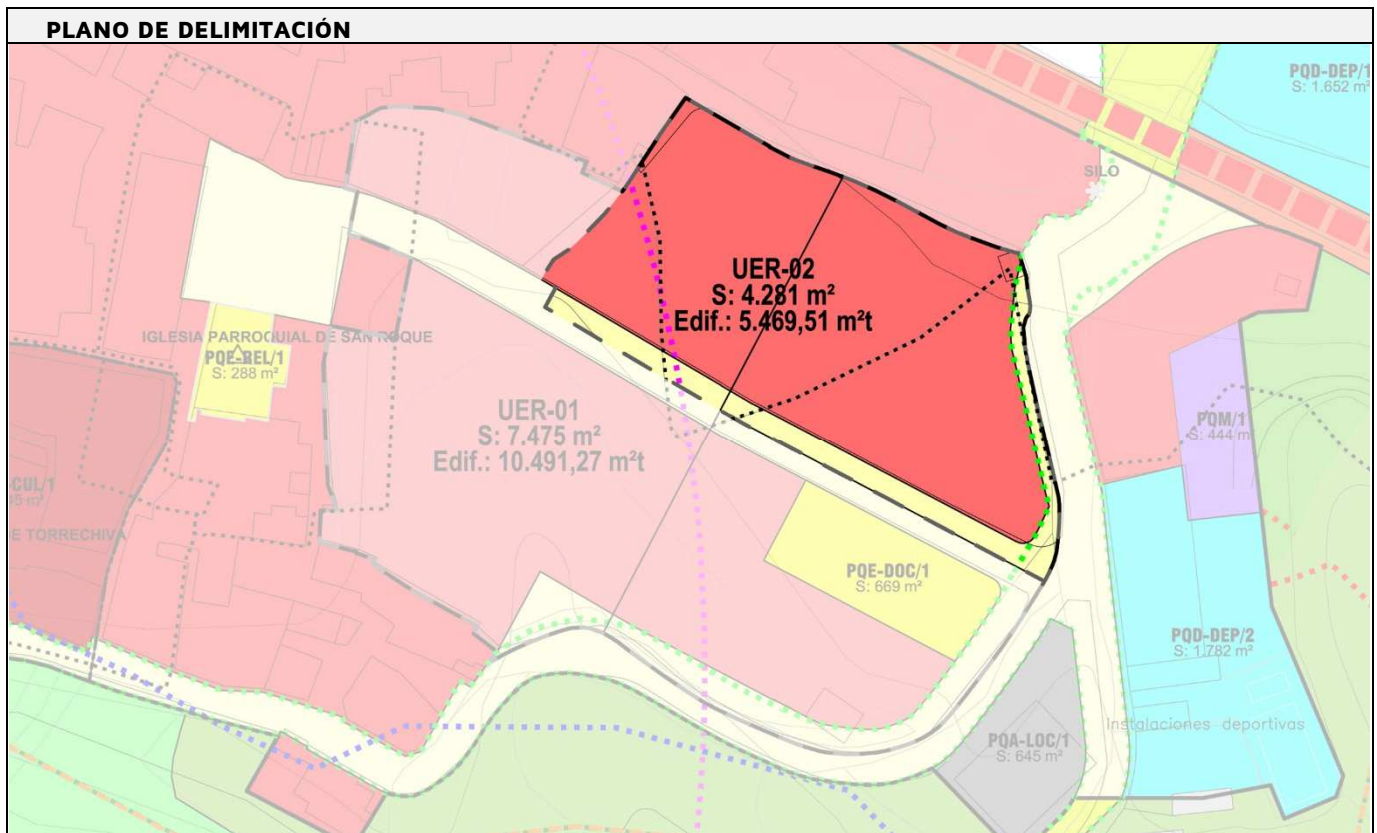 PLANO DE DELIMITACIÓN
PQD-DEP/1
S: 1.652 m²
SILO
UER-02
S: 4.281 m²
Edif.: 5.469,51 m²t
IGLESIA PARROQUIAL DE SAN ROQUE
PQE-REL/1
S: 288 m²
UER-01
S: 7.475 m²
Edif.: 10.491,27 m²t
PQM/1
S: 444 m
-CUL/1
5 m²
E TORRECHIVA
PQE-DOC/1
S: 669 m²
PQD-DEP/2
S: 1.782 m²
Instalaciones deportivas
PQA-LOC/1
S: 645 m²